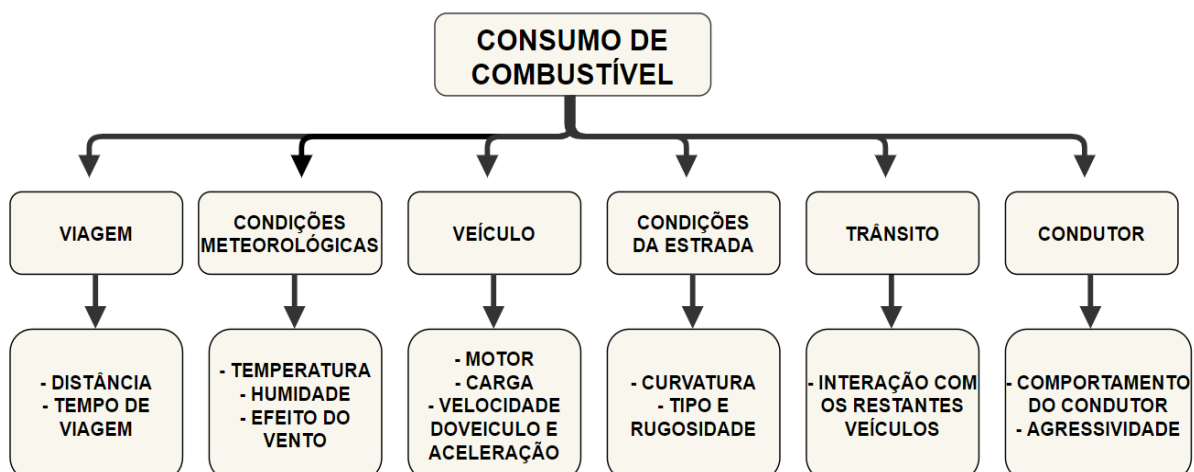 CONSUMO DE
COMBUSTÍVEL
VIAGEM
CONDIÇÕES
METEOROLÓGICAS
VEÍCULO
CONDIÇÕES
DA ESTRADA
TRÂNSITO
CONDUTOR
- DISTÂNCIA
- TEMPO DE
VIAGEM
- TEMPERATURA
- HUMIDADE
- EFEITO DO
VENTO
- MOTOR
- CARGA
- VELOCIDADE
DOVEICULO E
ACELERAÇÃO
- CURVATURA
- TIPO E
RUGOSIDADE
- INTERAÇÃO COM
OS RESTANTES
VEÍCULOS
- COMPORTAMENTO
DO CONDUTOR
- AGRESSIVIDADE